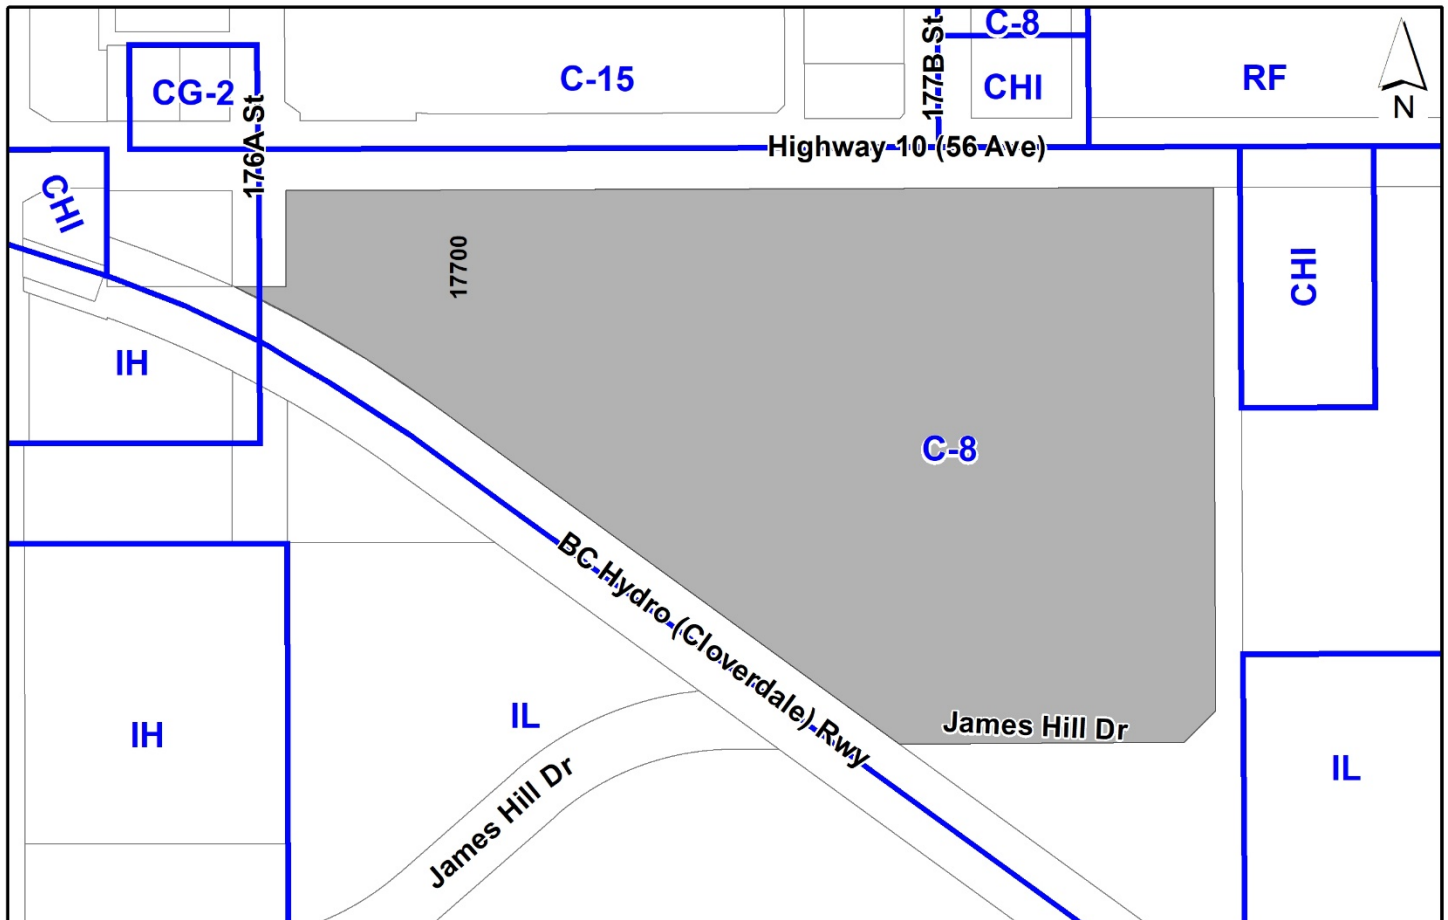 C-8
177B St
CG-2
C-15
CHI
RF
N
176A St
Highway 10 (56 Ave)
CHI
17700
CHI
IH
C-8
BC Hydro (Cloverdale) Rwy
IL
James Hill Dr
IH
IL
James Hill Dr